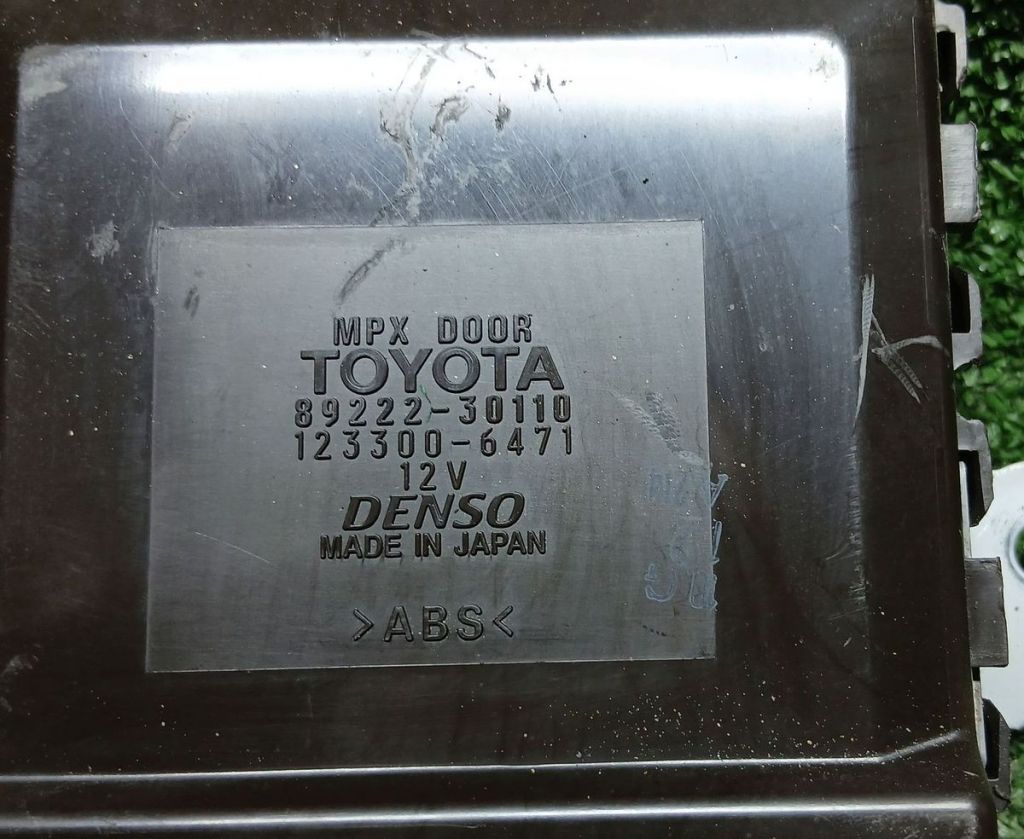 MPX DOOR
TOYOTA
89222-30110
123300-6471
12V
DENSO
MADE IN JAPAN
>ABS<